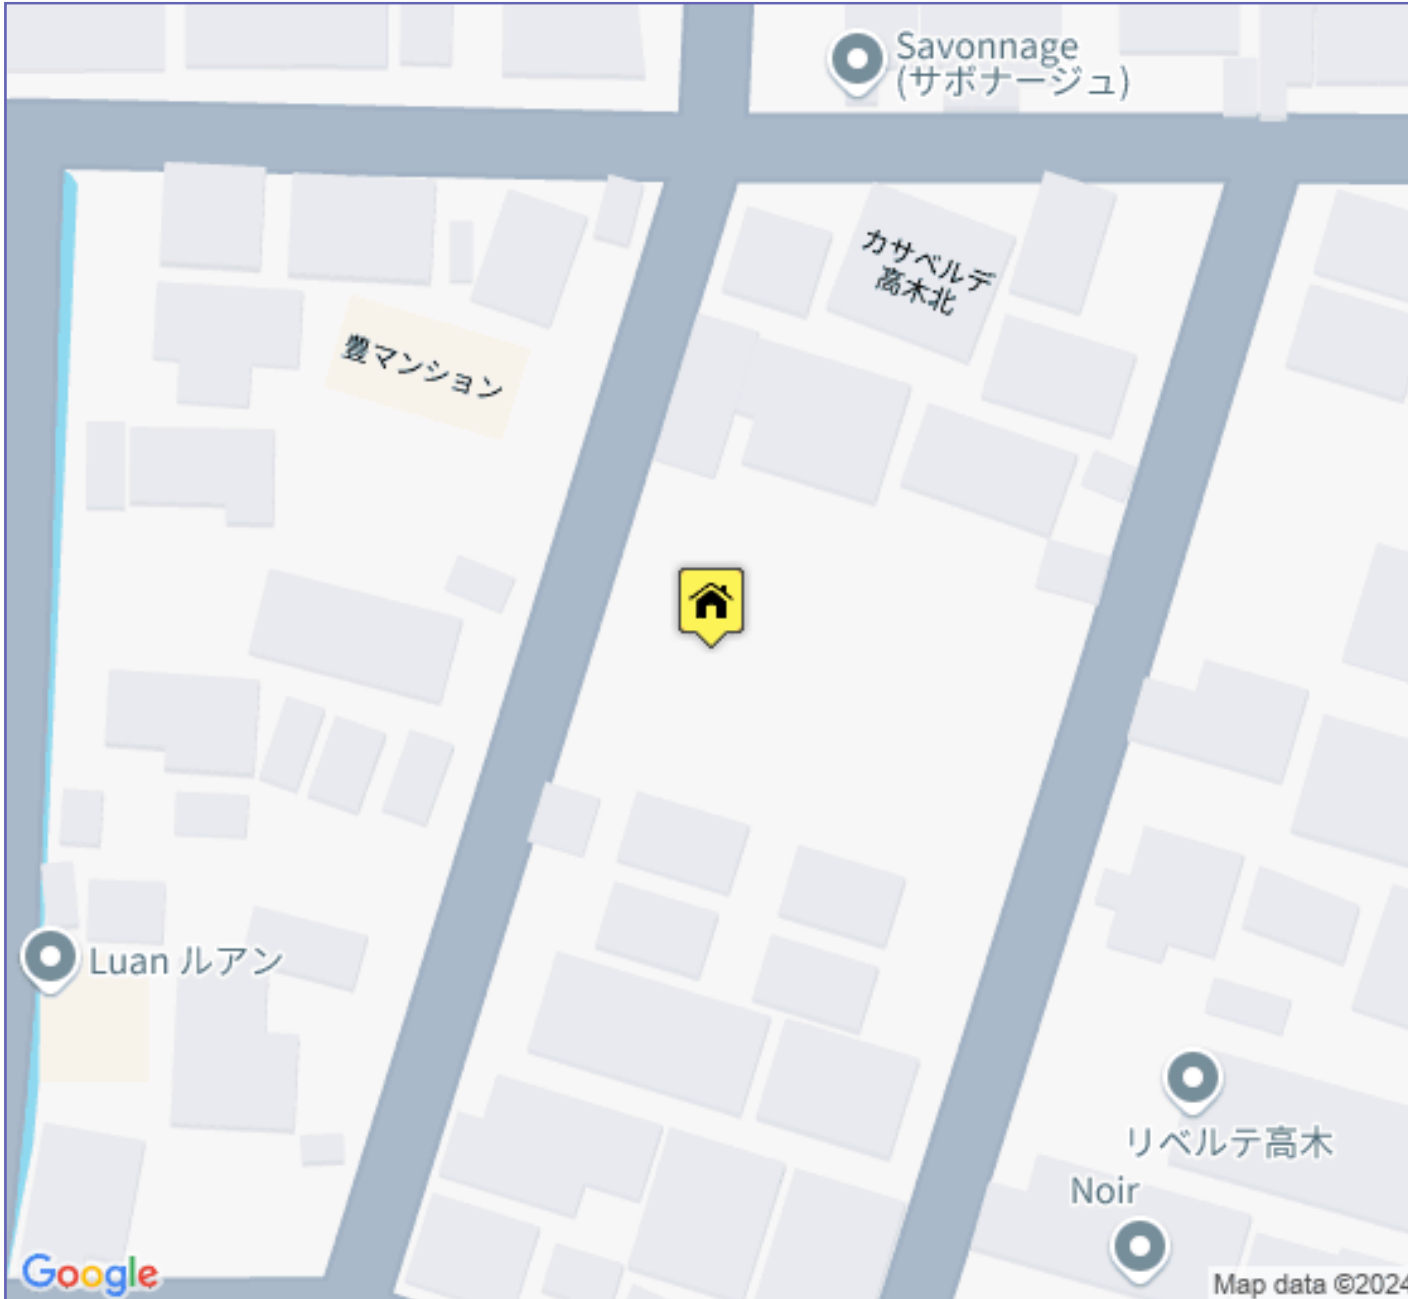 Savonnage
(サボナージュ)
カサベルデ
高木北
豊マンション
Luan ルアン
リベルテ高木
Noir
Google
Map data ©2024